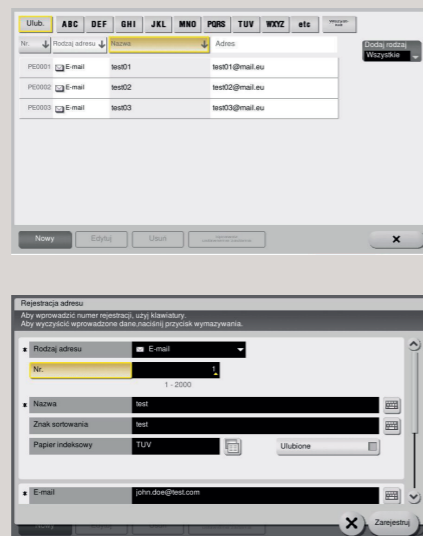 Ulub. ABC DEF GHI JKL MNO PQRS TUV WXYZ etc
Nr. Rodzaj adresu Nazwa Adres
Dodaj rodzaj
Wszystkie
PE0001 E-mail test01 test01@mail.eu
PE0002 E-mail test02 test02@mail.eu
PE0003 E-mail test03 test03@mail.eu
Nowy Edytuj Usuń
Rejestracja adresu
Aby wprowadzić numer rejestracji, użyj klawiatury.
Aby wyczyścić wprowadzone dane,naciśnij przycisk wymazywania.
* Rodzaj adresu E-mail
Nr. 1
1 - 2000
* Nazwa test
Znak sortowania test
Papier indeksowy TUV Ulubione
* E-mail john.doe@test.com
Nowy Zarejestruj